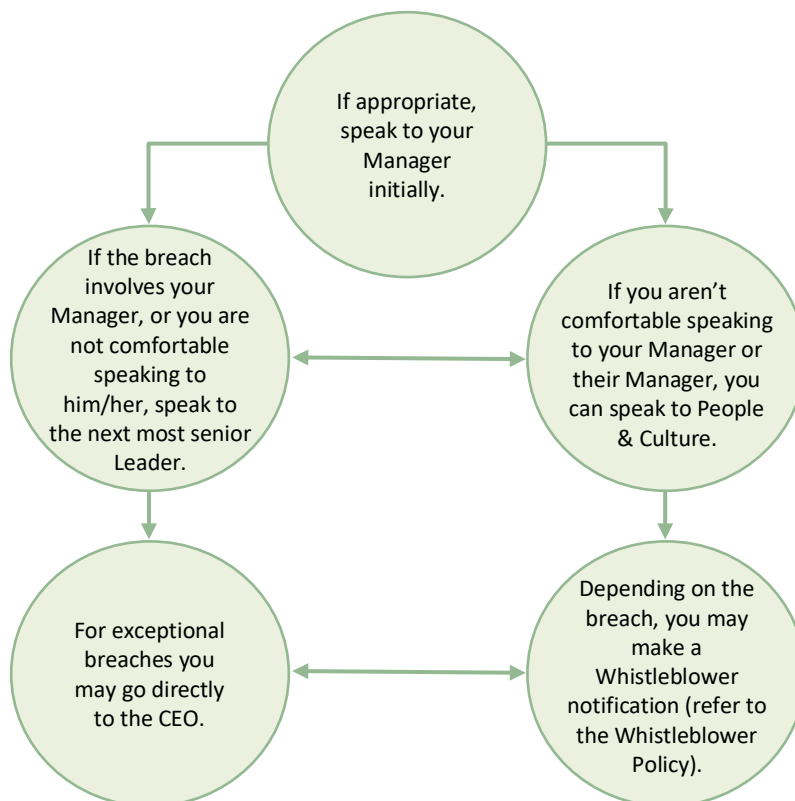 If appropriate,
speak to your
Manager
initially.
If the breach
involves your
Manager, or you are
not comfortable
speaking to
him/her, speak to
the next most senior
Leader.
If you aren’t
comfortable speaking
to your Manager or
their Manager, you
can speak to People
& Culture.
For exceptional
breaches you
may go directly
to the CEO.
Depending on the
breach, you may
make a
Whistleblower
notification (refer to
the Whistleblower
Policy).